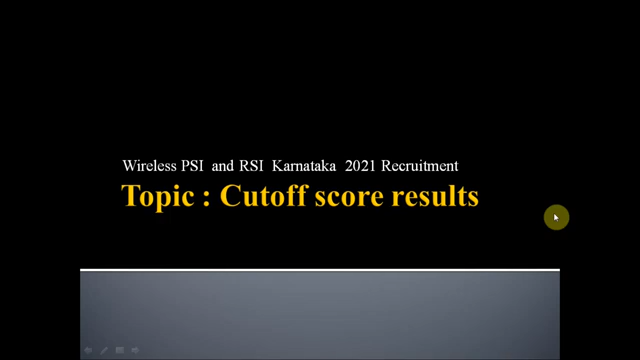 Wireless PSI and RSI Karnataka 2021 Recruitment
Topic : Cutoff score results